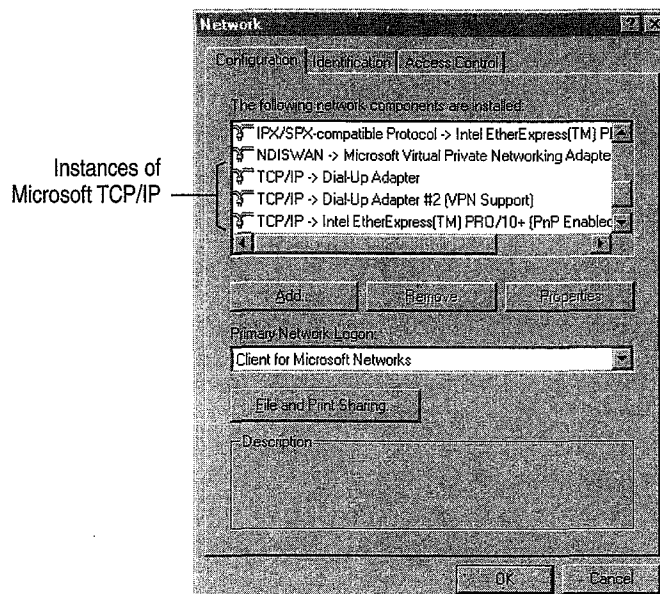 Network
Configuration Identification Access Control
The following network components are installed:
IPX/SPX-compatible Protocol -> Intel EtherExpress(TM) P
NDISWAN -> Microsoft Virtual Private Networking Adapte
TCP/IP -> Dial-Up Adapter
TCP/IP -> Dial-Up Adapter #2 (VPN Support)
TCP/IP -> Intel EtherExpress(TM) PRO/10+ (PnP Enabled
Instances of
Microsoft TCP/IP
Add... Remove Properties
Primary Network Logon:
Client for Microsoft Networks
File and Print Sharing...
Description
OK Cancel